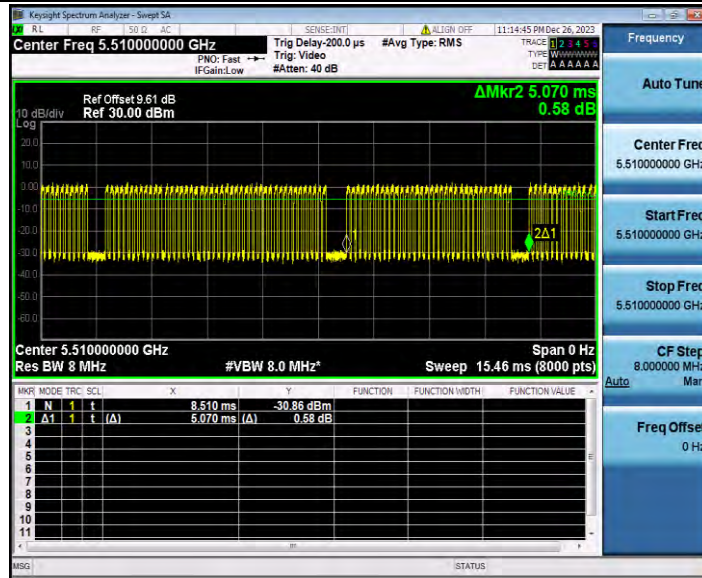 Keysight Spectrum Analyzer - Swept SA
RL RF 50 Ω AC SENSE:INT ALIGN OFF 11:14:45 PM Dec 26, 2023
Center Freq 5.510000000 GHz
PNO: Fast
IFGain:Low
Trig Delay-200.0 µs
Trig: Video
#Atten: 40 dB
#Avg Type: RMS
TRACE 1 2 3 4 5 6
TYPE W
DET A A A A A A
Ref Offset 9.61 dB
Ref 30.00 dBm
10 dB/div
Log
ΔMkr2 5.070 ms
0.58 dB
20.0
10.0
0.00
-10.0
-20.0
-30.0
-40.0
-50.0
-60.0
1
2Δ1
Center 5.510000000 GHz Span 0 Hz
Res BW 8 MHz #VBW 8.0 MHz* Sweep 15.46 ms (8000 pts)
MKR MODE TRC SCL X Y FUNCTION FUNCTION WIDTH FUNCTION VALUE
1 N 1 t 8.510 ms -30.86 dBm
2 Δ1 1 t (Δ) 5.070 ms (Δ) 0.58 dB
3
4
5
6
7
8
9
10
11
MSG STATUS
Frequency
Auto Tune
Center Freq
5.510000000 GHz
Start Freq
5.510000000 GHz
Stop Freq
5.510000000 GHz
CF Step
8.000000 MHz
Auto Man
Freq Offset
0 Hz